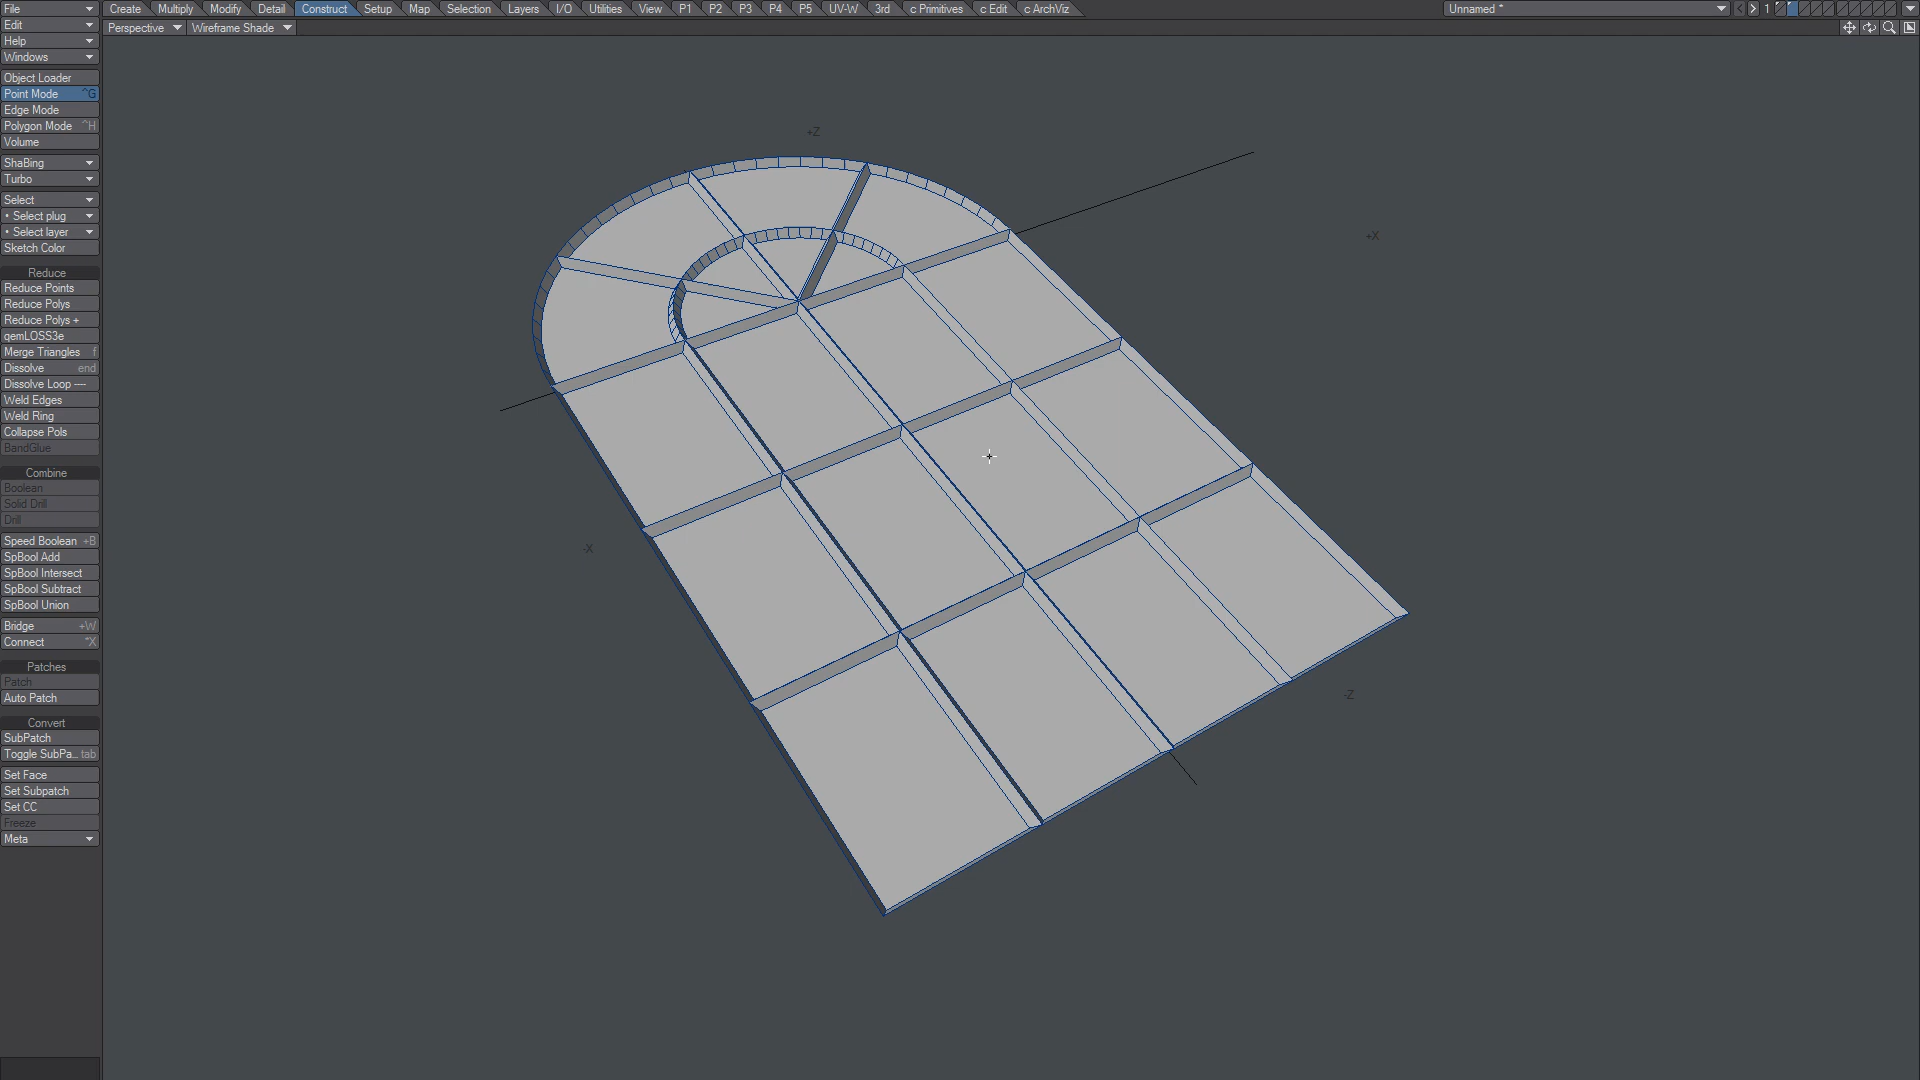 File Create Multiply Modify Detail Construct Setup Map Selection Layers I/O Utilities View P1 P2 P3 P4 P5 UV-W 3rd c Primitives c Edit c ArchViz Unnamed * < > 1
Edit Perspective Wireframe Shade
Help
Windows
Object Loader
Point Mode ^G
Edge Mode
Polygon Mode ^H
Volume
ShaBing
Turbo
Select
• Select plug
• Select layer
Sketch Color
Reduce
Reduce Points
Reduce Polys
Reduce Polys +
qemLOSS3e
Merge Triangles f
Dissolve end
Dissolve Loop ----
Weld Edges
Weld Ring
Collapse Pols
BandGlue
Combine
Boolean
Solid Drill
Drill
Speed Boolean +B
SpBool Add
SpBool Intersect
SpBool Subtract
SpBool Union
Bridge +W
Connect *X
Patches
Patch
Auto Patch
Convert
SubPatch
Toggle SubPa... tab
Set Face
Set Subpatch
Set CC
Freeze
Meta
+Z
+X
-X
-Z